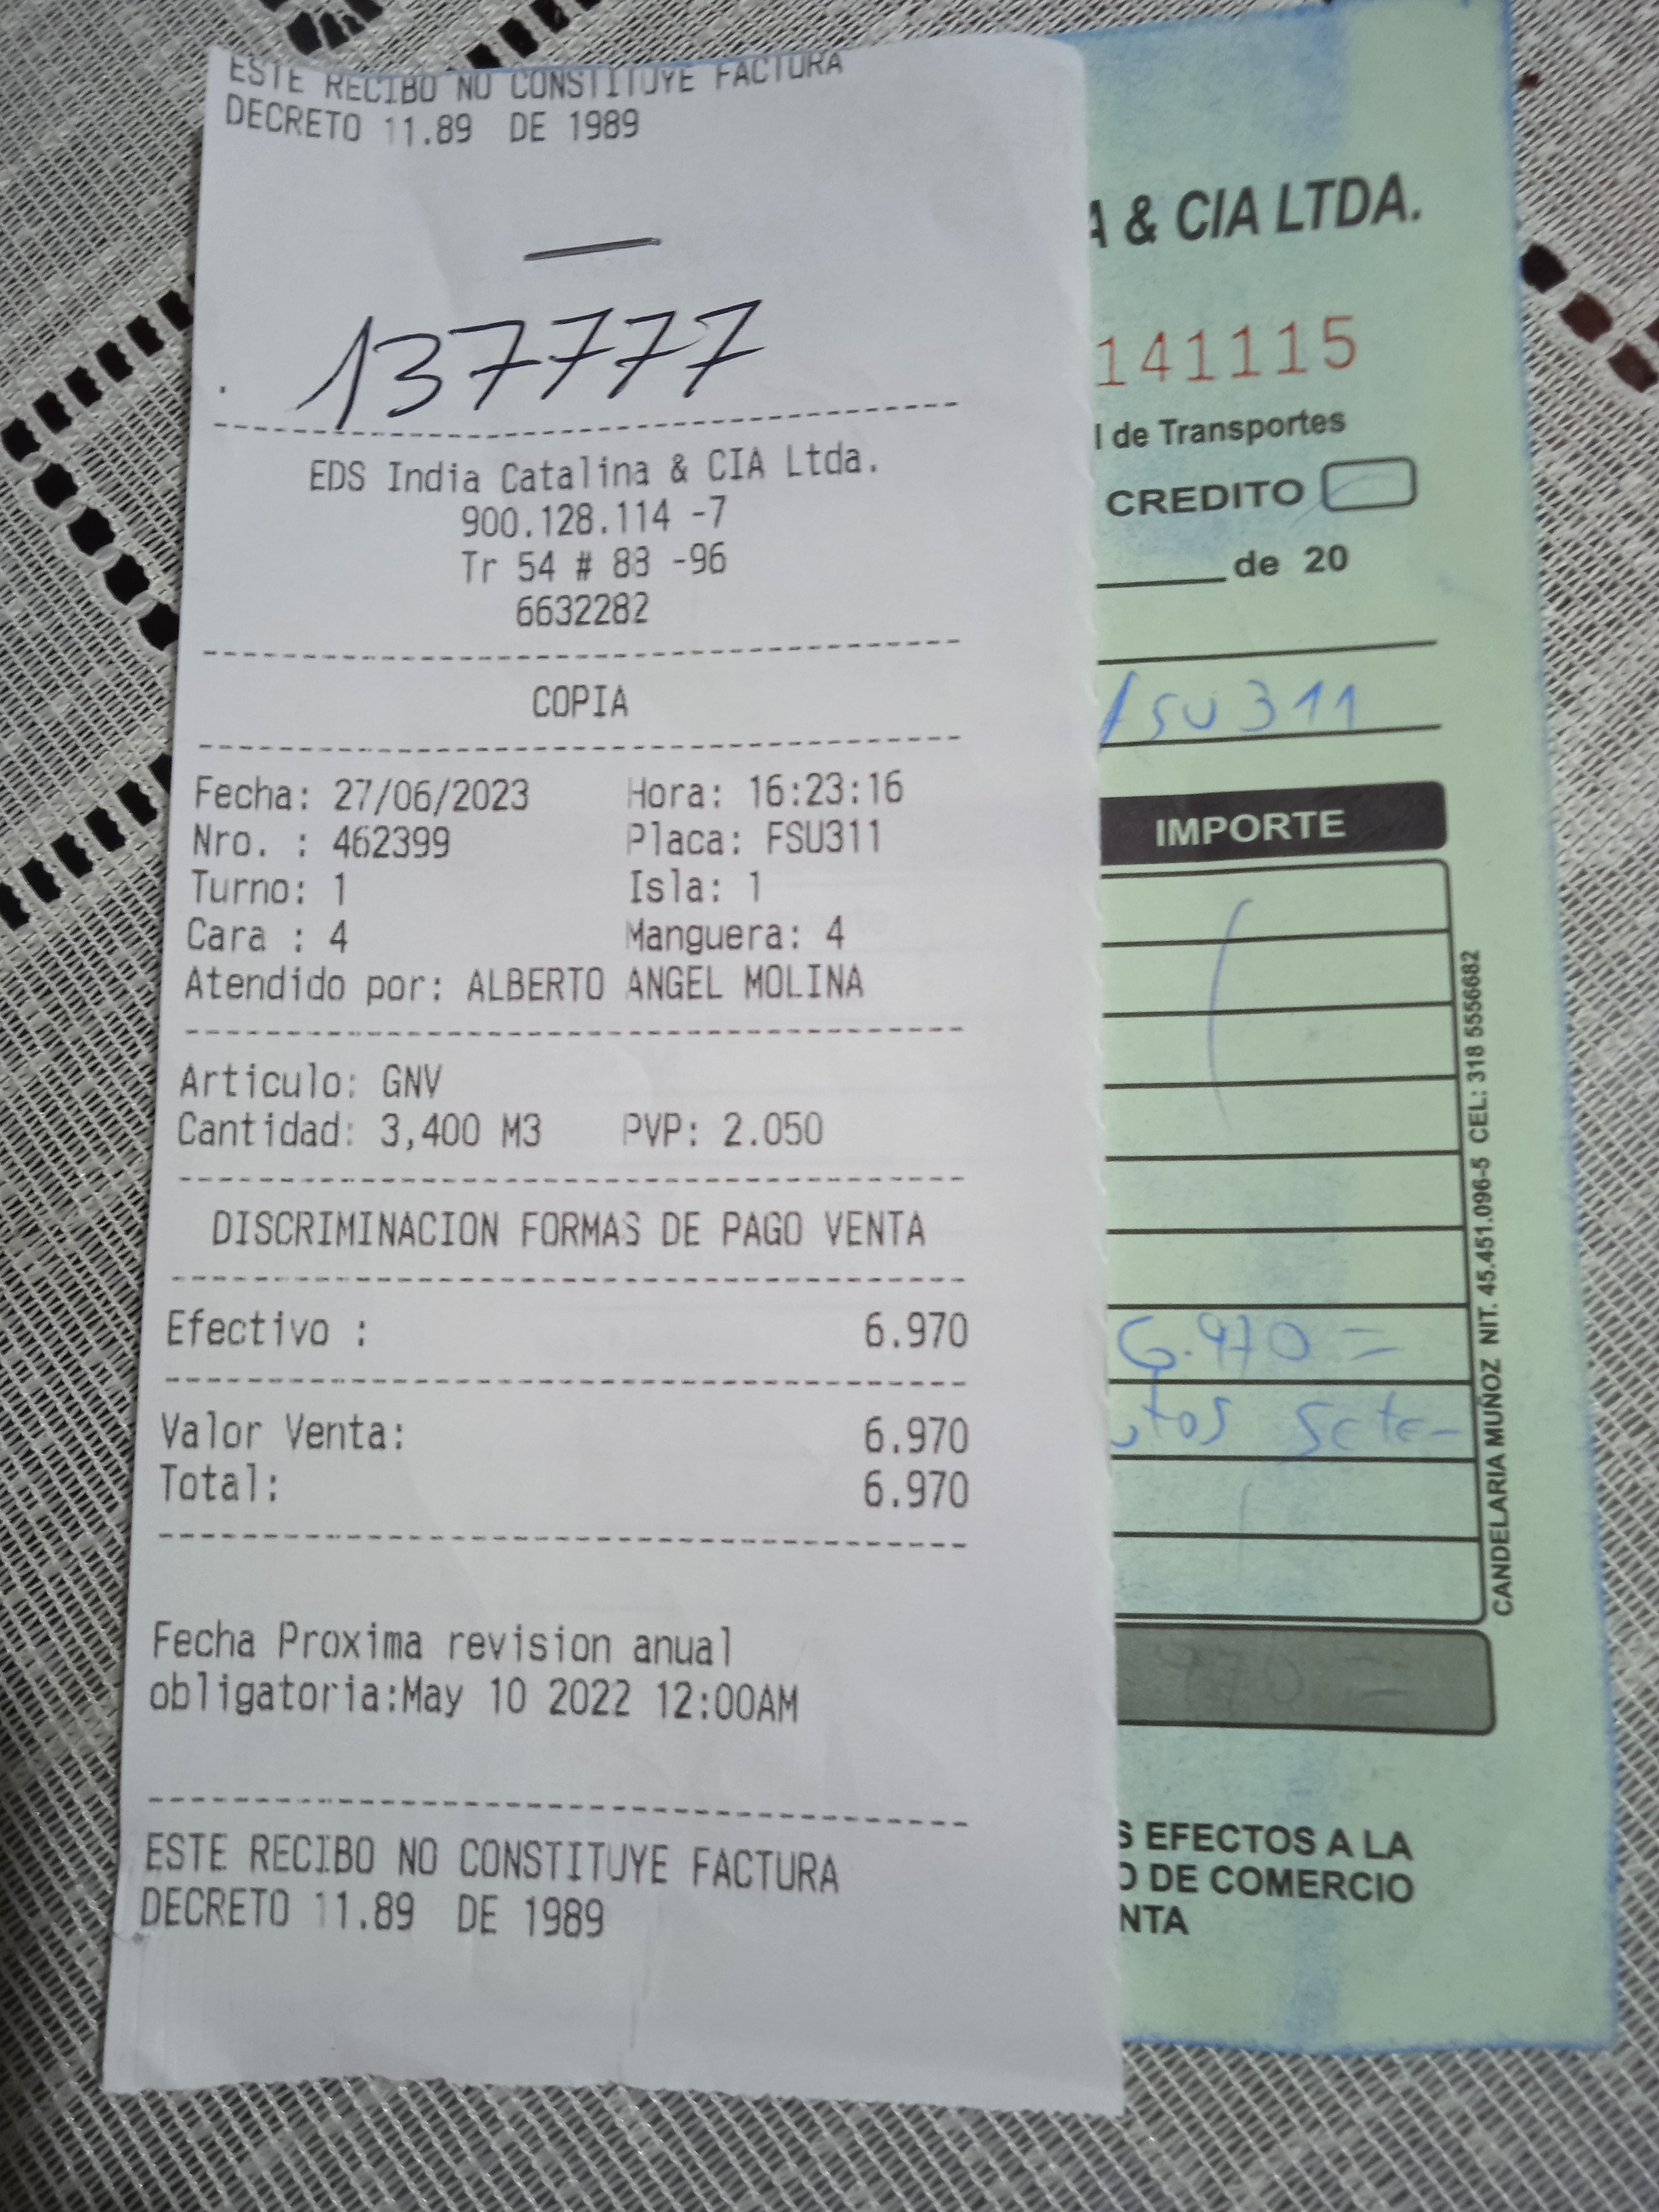 ESTE RECIBO NO CONSTITUYE FACTURA
DECRETO 11.89 DE 1989
137777
EDS India Catalina & CIA Ltda.
900.128.114 -7
Tr 54 # 83 -96
6632282
COPIA
Fecha: 27/06/2023 Hora: 16:23:16
Nro. : 462399 Placa: FSU311
Turno: 1 Isla: 1
Cara : 4 Manguera: 4
Atendido por: ALBERTO ANGEL MOLINA
Articulo: GNV
Cantidad: 3,400 M3 PVP: 2.050
DISCRIMINACION FORMAS DE PAGO VENTA
Efectivo : 6.970
Valor Venta: 6.970
Total: 6.970
Fecha Proxima revision anual
obligatoria:May 10 2022 12:00AM
ESTE RECIBO NO CONSTITUYE FACTURA
DECRETO 11.89 DE 1989
A & CIA LTDA.
141115
l de Transportes
CREDITO
de 20
FSU311
IMPORTE
6.970 =
970 =
S EFECTOS A LA
O DE COMERCIO
NTA
CANDELARIA MUÑOZ NIT. 45.451.096-5 CEL: 318 5556682